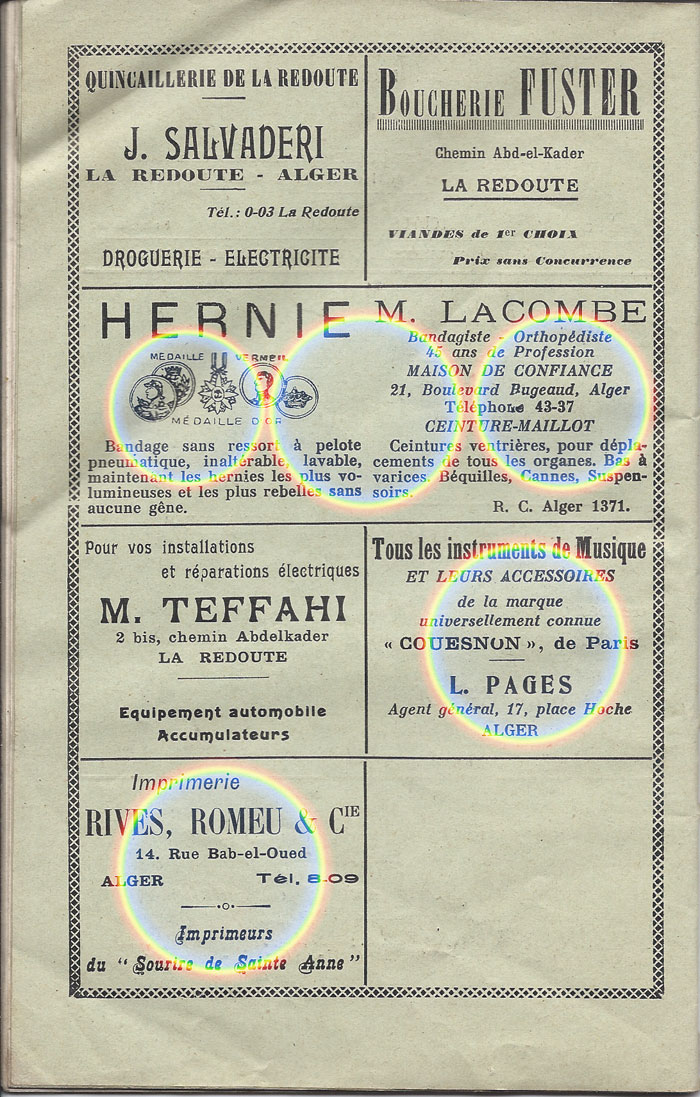 QUINCAILLERIE DE LA REDOUTE
J. SALVADERI
LA REDOUTE - ALGER
Tél.: 0-03 La Redoute
DROGUERIE - ELECTRICITE
BOUCHERIE FUSTER
Chemin Abd-el-Kader
LA REDOUTE
VIANDES de 1er CHOIX
Prix sans Concurrence
HERNIE
MÉDAILLE VERMEIL
MÉDAILLE D'OR
Bandage sans ressort à pelote
pneumatique, inaltérable, lavable,
maintenant les hernies les plus vo-
lumineuses et les plus rebelles sans
aucune gêne.
M. LACOMBE
Bandagiste - Orthopédiste
45 ans de Profession
MAISON DE CONFIANCE
21, Boulevard Bugeaud, Alger
Téléphone 43-37
CEINTURE-MAILLOT
Ceintures ventrières, pour dépla-
cements de tous les organes. Bas à
varices. Béquilles, Cannes, Suspen-
soirs.
R. C. Alger 1371.
Pour vos installations
et réparations électriques
M. TEFFAHI
2 bis, chemin Abdelkader
LA REDOUTE
Equipement automobile
Accumulateurs
Tous les instruments de Musique
ET LEURS ACCESSOIRES
de la marque
universellement connue
« COUESNON », de Paris
L. PAGES
Agent général, 17, place Hoche
ALGER
Imprimerie
RIVES, ROMEU & CIE
14. Rue Bab-el-Oued
ALGER Tél. 8-09
Imprimeurs
du "Sourire de Sainte Anne"